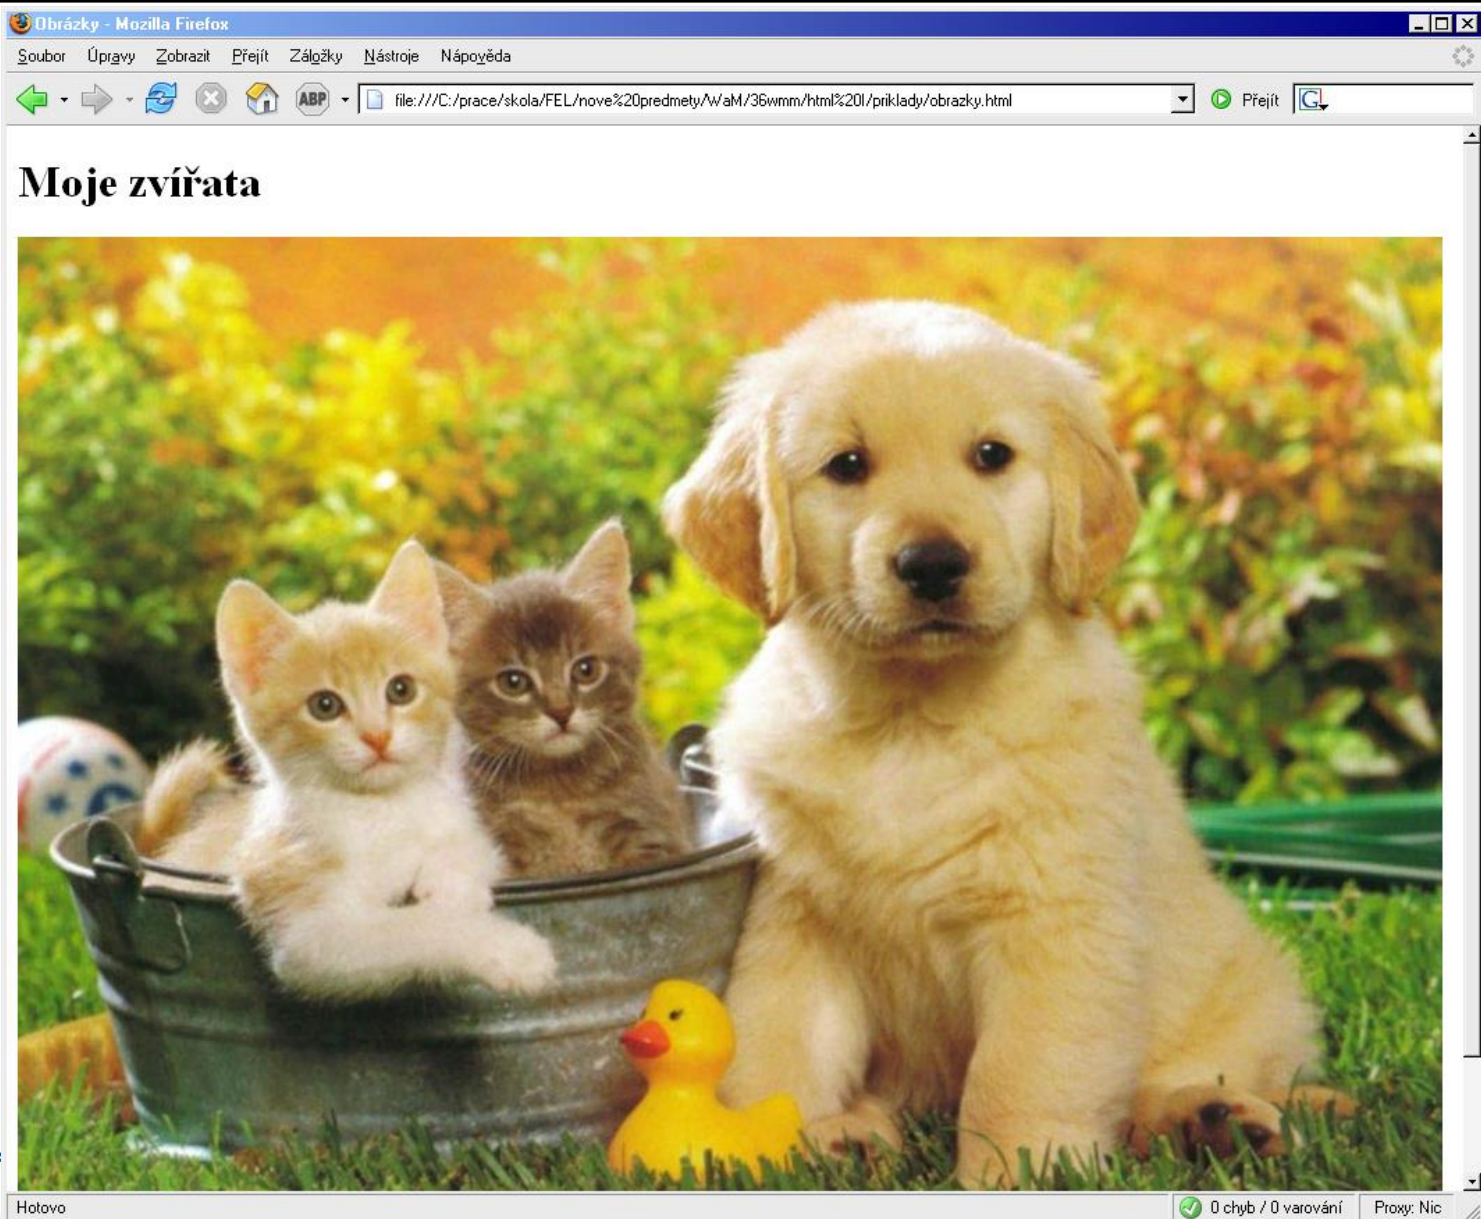 Obrázky - Mozilla Firefox
Soubor Úpravy Zobrazit Přejít Záložky Nástroje Nápověda
ABP file:///C:/prace/skola/FEL/nove%20predmety/WaM/36wmm/html%20I/priklady/obrazky.html Přejít G
Moje zvířata
Hotovo 0 chyb / 0 varování Proxy: Nic